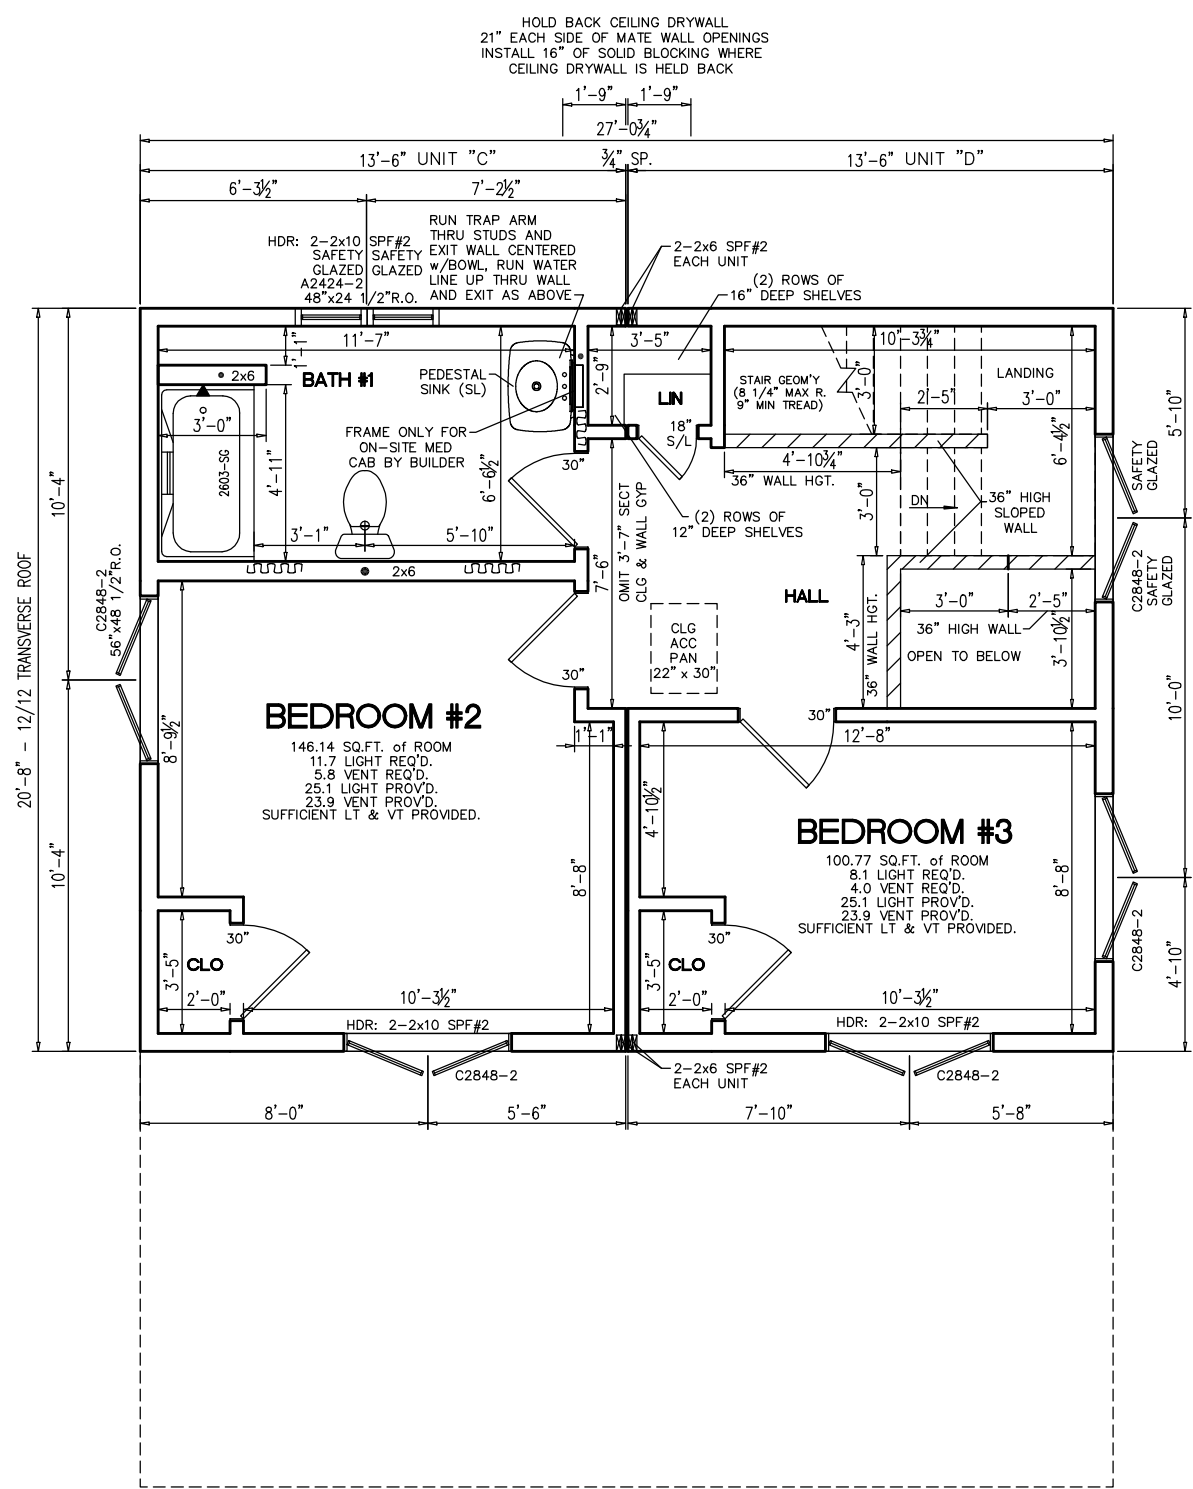 HOLD BACK CEILING DRYWALL
21" EACH SIDE OF MATE WALL OPENINGS
INSTALL 16" OF SOLID BLOCKING WHERE
CEILING DRYWALL IS HELD BACK
1'-9" 1'-9"
27'-0¾"
13'-6" UNIT "C" ¾" SP. 13'-6" UNIT "D"
6'-3½" 7'-2½"
HDR: 2-2x10 SPF#2
SAFETY SAFETY
GLAZED GLAZED
A2424-2
48"x24 1/2"R.O.
RUN TRAP ARM
THRU STUDS AND
EXIT WALL CENTERED
w/BOWL, RUN WATER
LINE UP THRU WALL
AND EXIT AS ABOVE
2-2x6 SPF#2
EACH UNIT
(2) ROWS OF
16" DEEP SHELVES
11'-7"
1'-1"
BATH #1
2x6
3'-0"
2603-SG
4'-11"
PEDESTAL
SINK (SL)
FRAME ONLY FOR
ON-SITE MED
CAB BY BUILDER
6'-6½"
3'-1" 5'-10"
2x6
30"
3'-5"
2'-9"
LIN
18"
S/L
(2) ROWS OF
12" DEEP SHELVES
10'-3¾"
STAIR GEOM'Y
(8 1/4" MAX R.
9" MIN TREAD)
3'-0"
LANDING
2'-5" 3'-0"
6'-4½"
4'-10¾"
36" WALL HGT.
3'-0"
DN
36" HIGH
SLOPED
WALL
OMIT 3'-7" SECT
CLG & WALL GYP
7'-6"
HALL
CLG
ACC
PAN
22" x 30"
4'-3"
36" WALL HGT.
3'-0" 2'-5"
36" HIGH WALL
3'-10½"
OPEN TO BELOW
SAFETY
GLAZED
C2848-2
SAFETY
GLAZED
5'-10"
10'-0"
4'-10"
20'-8" - 12/12 TRANSVERSE ROOF
10'-4"
10'-4"
C2848-2
56"x48 1/2"R.O.
30"
30"
BEDROOM #2
146.14 SQ.FT. of ROOM
11.7 LIGHT REQ'D.
5.8 VENT REQ'D.
25.1 LIGHT PROV'D.
23.9 VENT PROV'D.
SUFFICIENT LT & VT PROVIDED.
8'-9½"
1'-1"
8'-8"
12'-8"
4'-10½"
BEDROOM #3
100.77 SQ.FT. of ROOM
8.1 LIGHT REQ'D.
4.0 VENT REQ'D.
25.1 LIGHT PROV'D.
23.9 VENT PROV'D.
SUFFICIENT LT & VT PROVIDED.
8'-8"
C2848-2
30"
CLO
3'-5"
2'-0" 10'-3½"
HDR: 2-2x10 SPF#2
30"
CLO
3'-5"
2'-0" 10'-3½"
HDR: 2-2x10 SPF#2
C2848-2
2-2x6 SPF#2
EACH UNIT
C2848-2
8'-0" 5'-6" 7'-10" 5'-8"